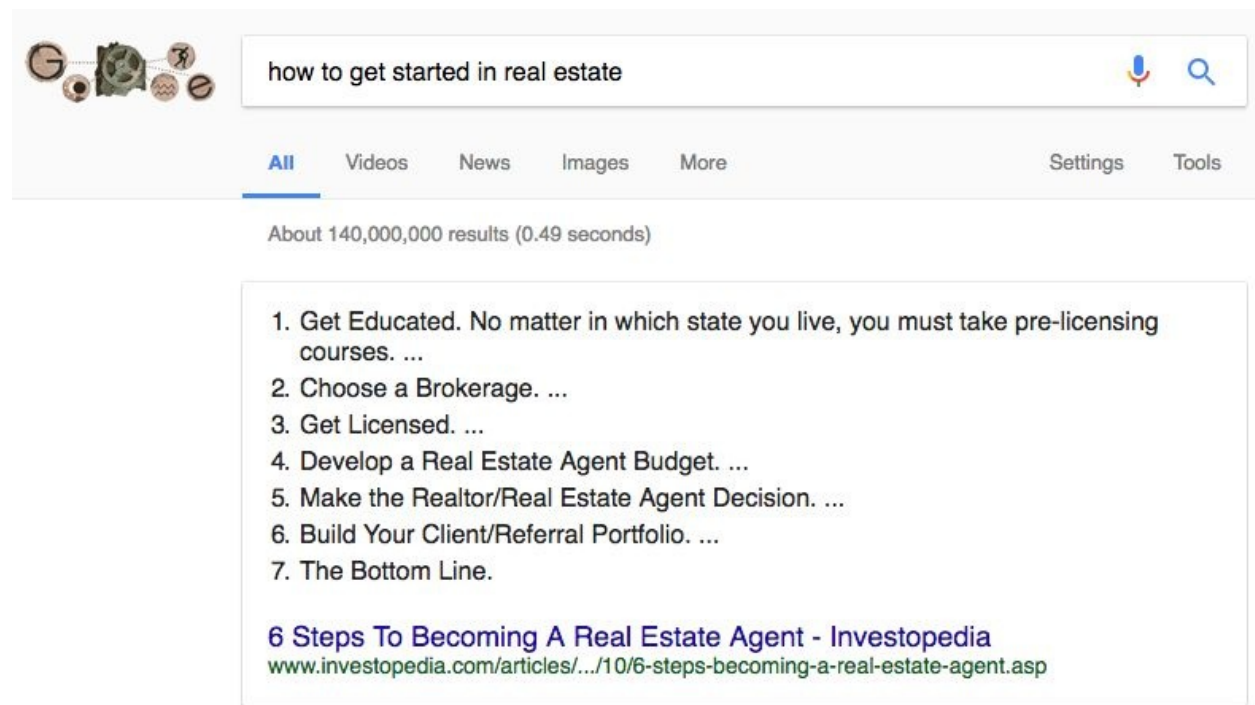 how to get started in real estate
All Videos News Images More Settings Tools
About 140,000,000 results (0.49 seconds)
1. Get Educated. No matter in which state you live, you must take pre-licensing
courses. ...
2. Choose a Brokerage. ...
3. Get Licensed. ...
4. Develop a Real Estate Agent Budget. ...
5. Make the Realtor/Real Estate Agent Decision. ...
6. Build Your Client/Referral Portfolio. ...
7. The Bottom Line.
6 Steps To Becoming A Real Estate Agent - Investopedia
www.investopedia.com/articles/.../10/6-steps-becoming-a-real-estate-agent.asp